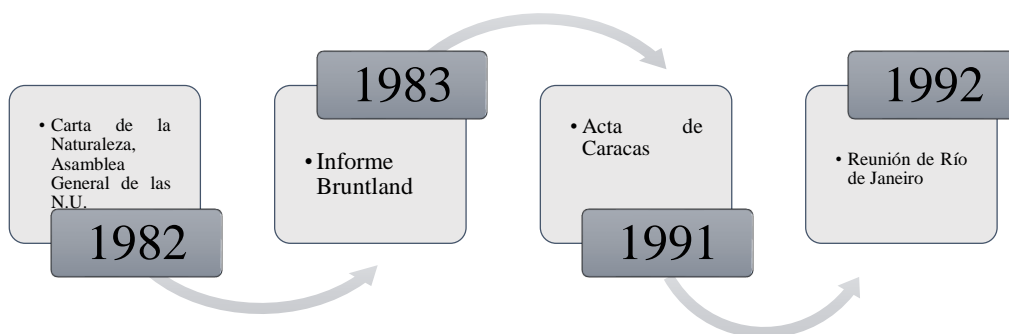 • Carta de la
Naturaleza,
Asamblea
General de las
N.U.
1982
1983
• Informe
Bruntland
• Acta de
Caracas
1991
1992
• Reunión de Río
de Janeiro